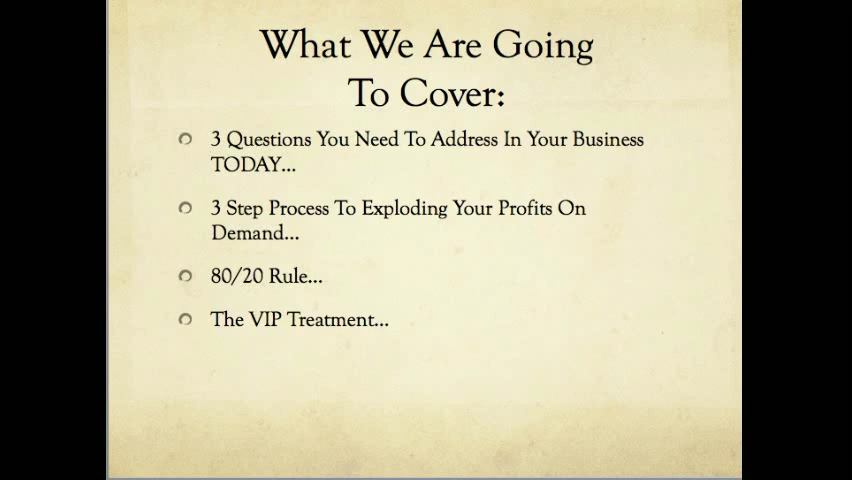 What We Are Going
To Cover:
3 Questions You Need To Address In Your Business
TODAY...
3 Step Process To Exploding Your Profits On
Demand...
80/20 Rule...
The VIP Treatment...